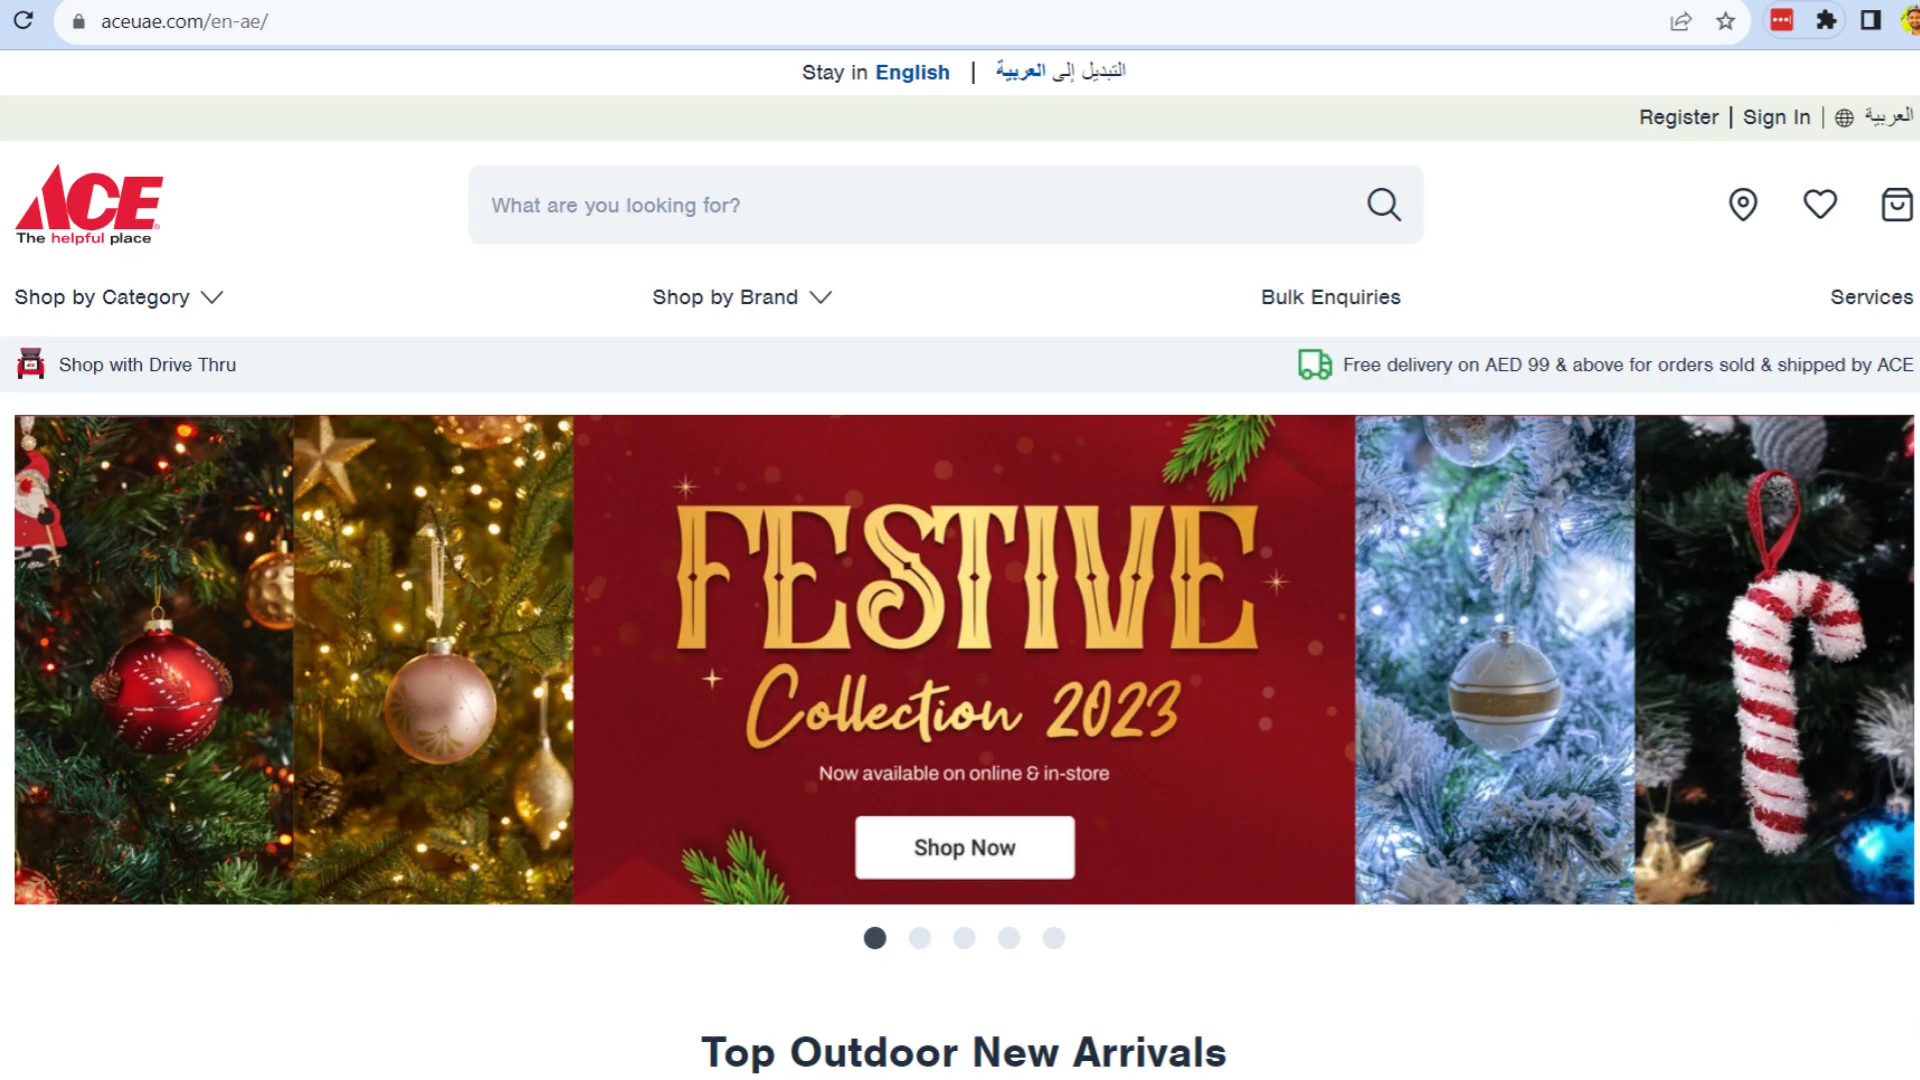 aceuae.com/en-ae/
Stay in English | التبديل إلى العربية
Register | Sign In | العربية
ACE
The helpful place
What are you looking for?
Shop by Category
Shop by Brand
Bulk Enquiries
Services
Shop with Drive Thru
Free delivery on AED 99 & above for orders sold & shipped by ACE
FESTIVE
Collection 2023
Now available on online & in-store
Shop Now
Top Outdoor New Arrivals